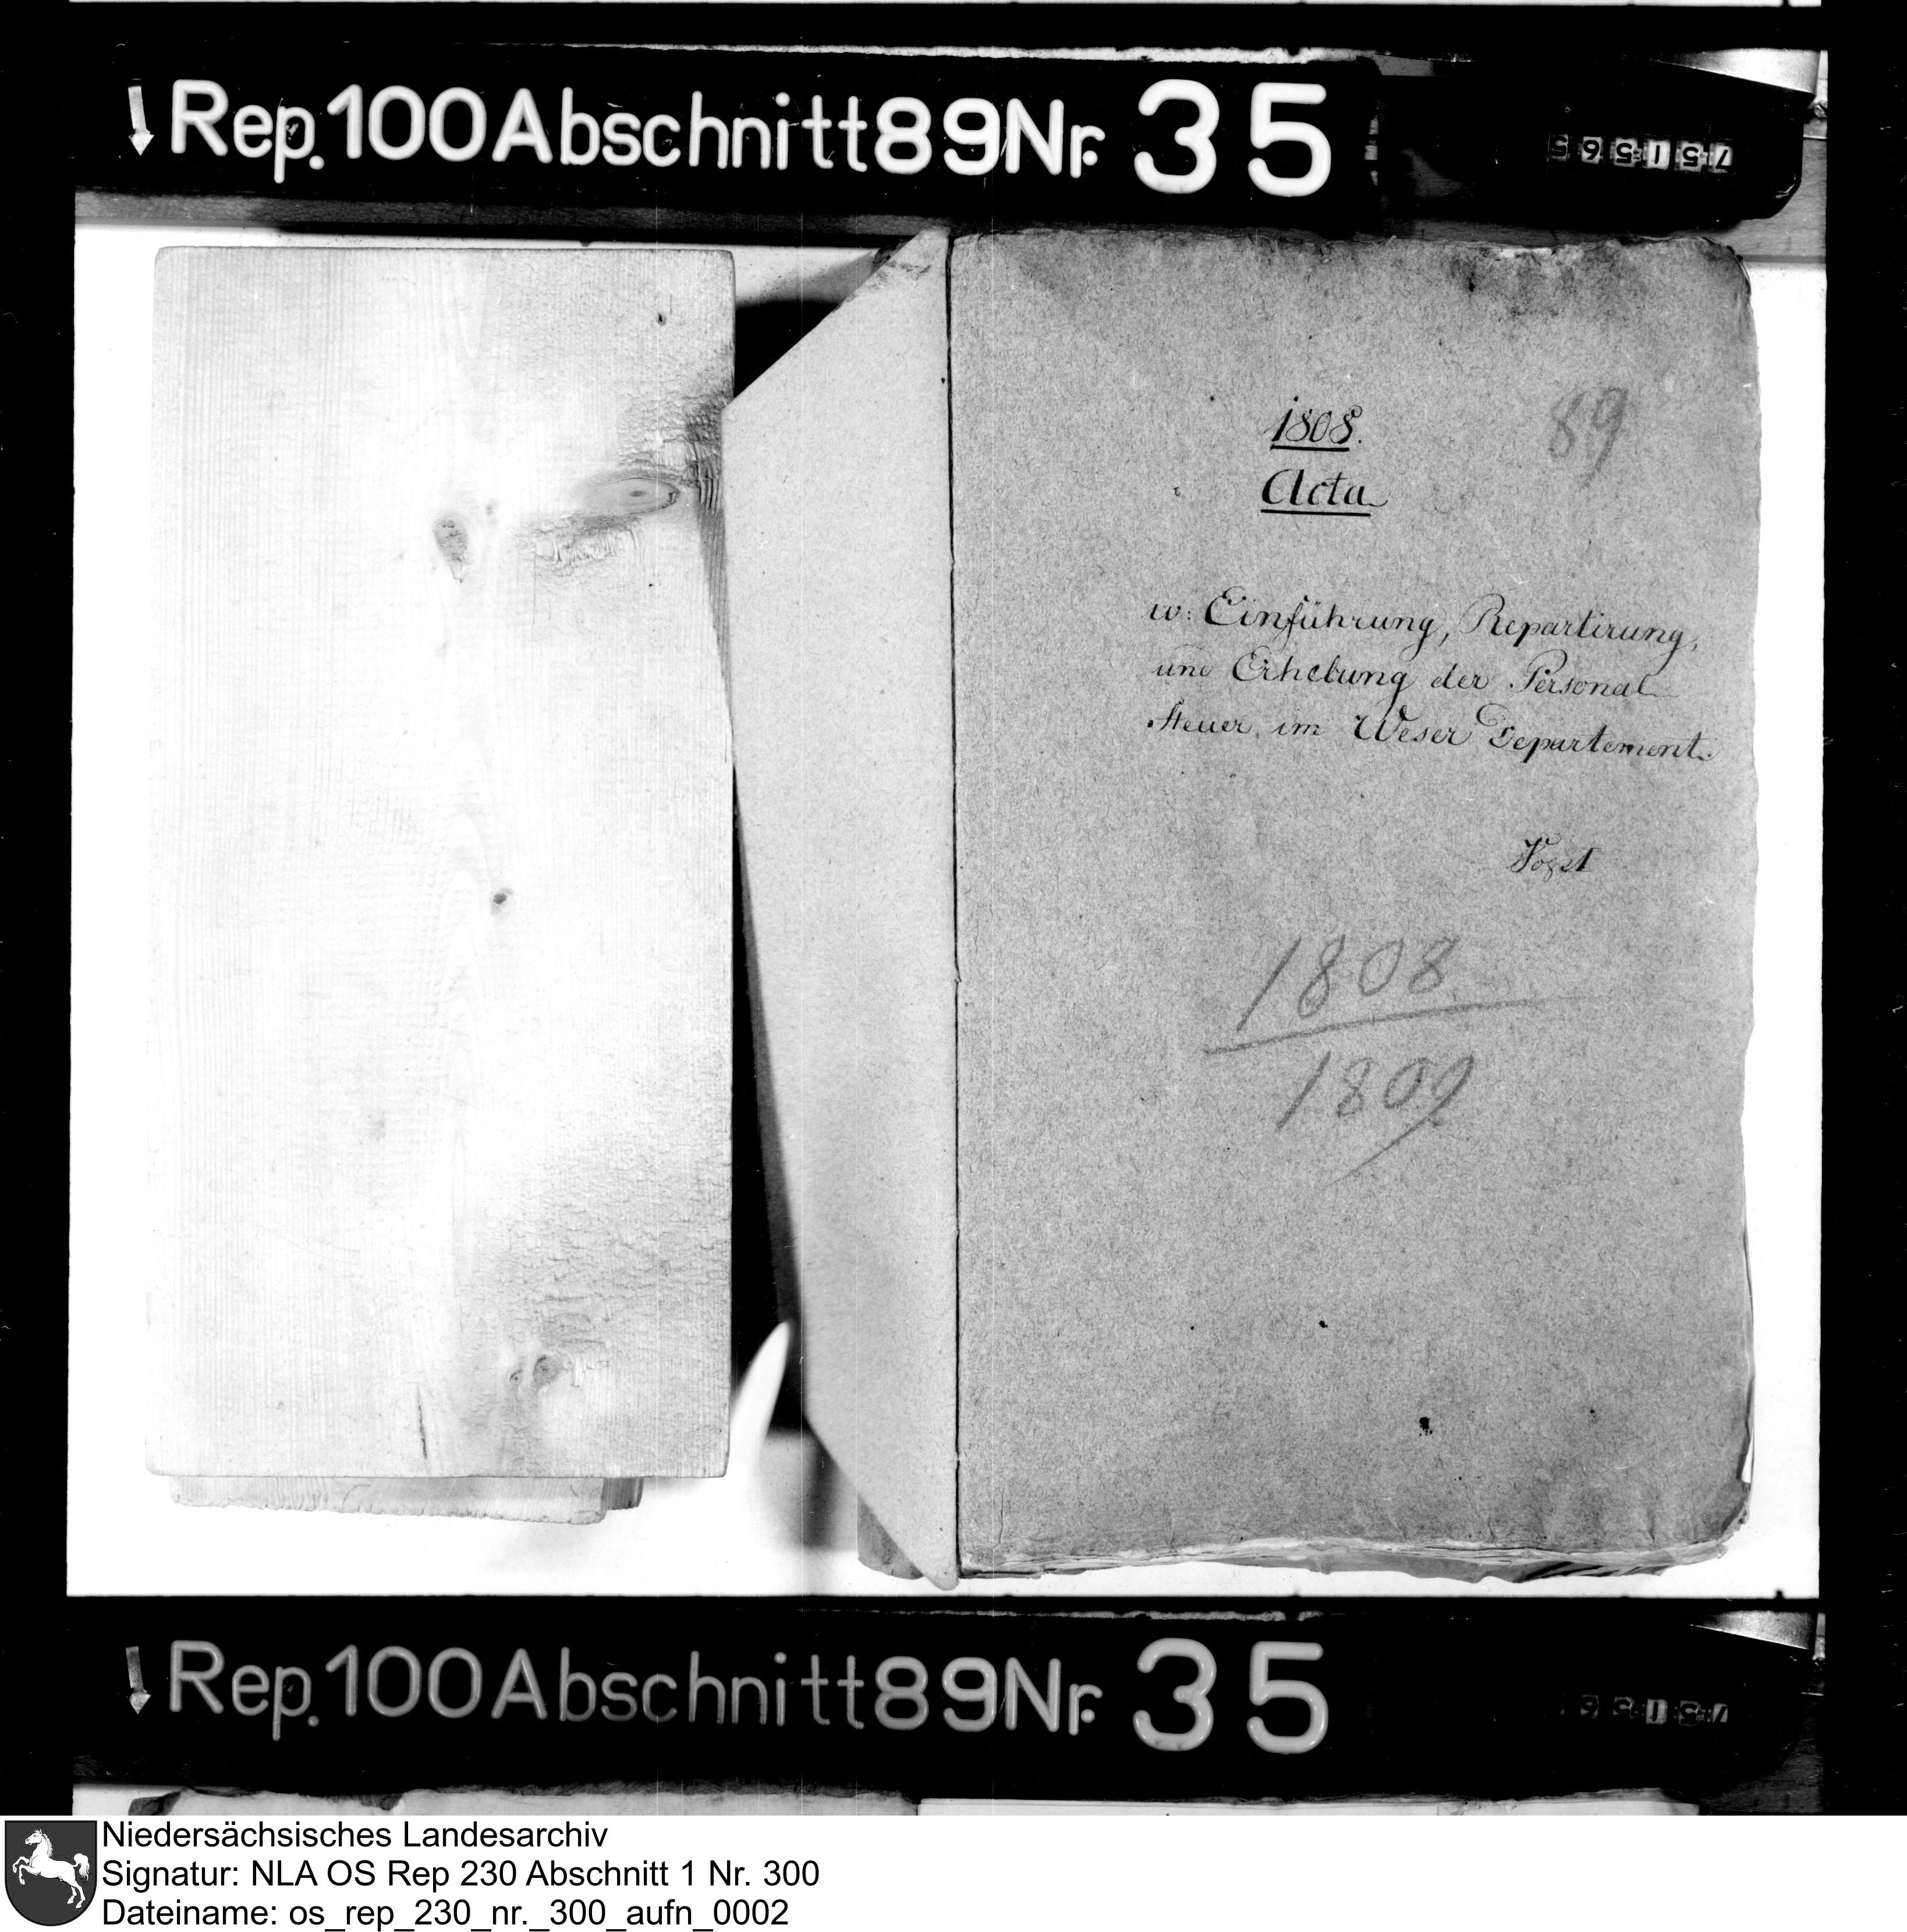 Rep. 100 Abschnitt 89 Nr. 35
89
1808.
Acta
w: Einführung, Repartirung,
und Erhebung der Personal
Steuer im Weser Departement.
Vogt
1808
1809
Rep. 100 Abschnitt 89 Nr. 35
Niedersächsisches Landesarchiv
Signatur: NLA OS Rep 230 Abschnitt 1 Nr. 300
Dateiname: os_rep_230_nr._300_aufn_0002